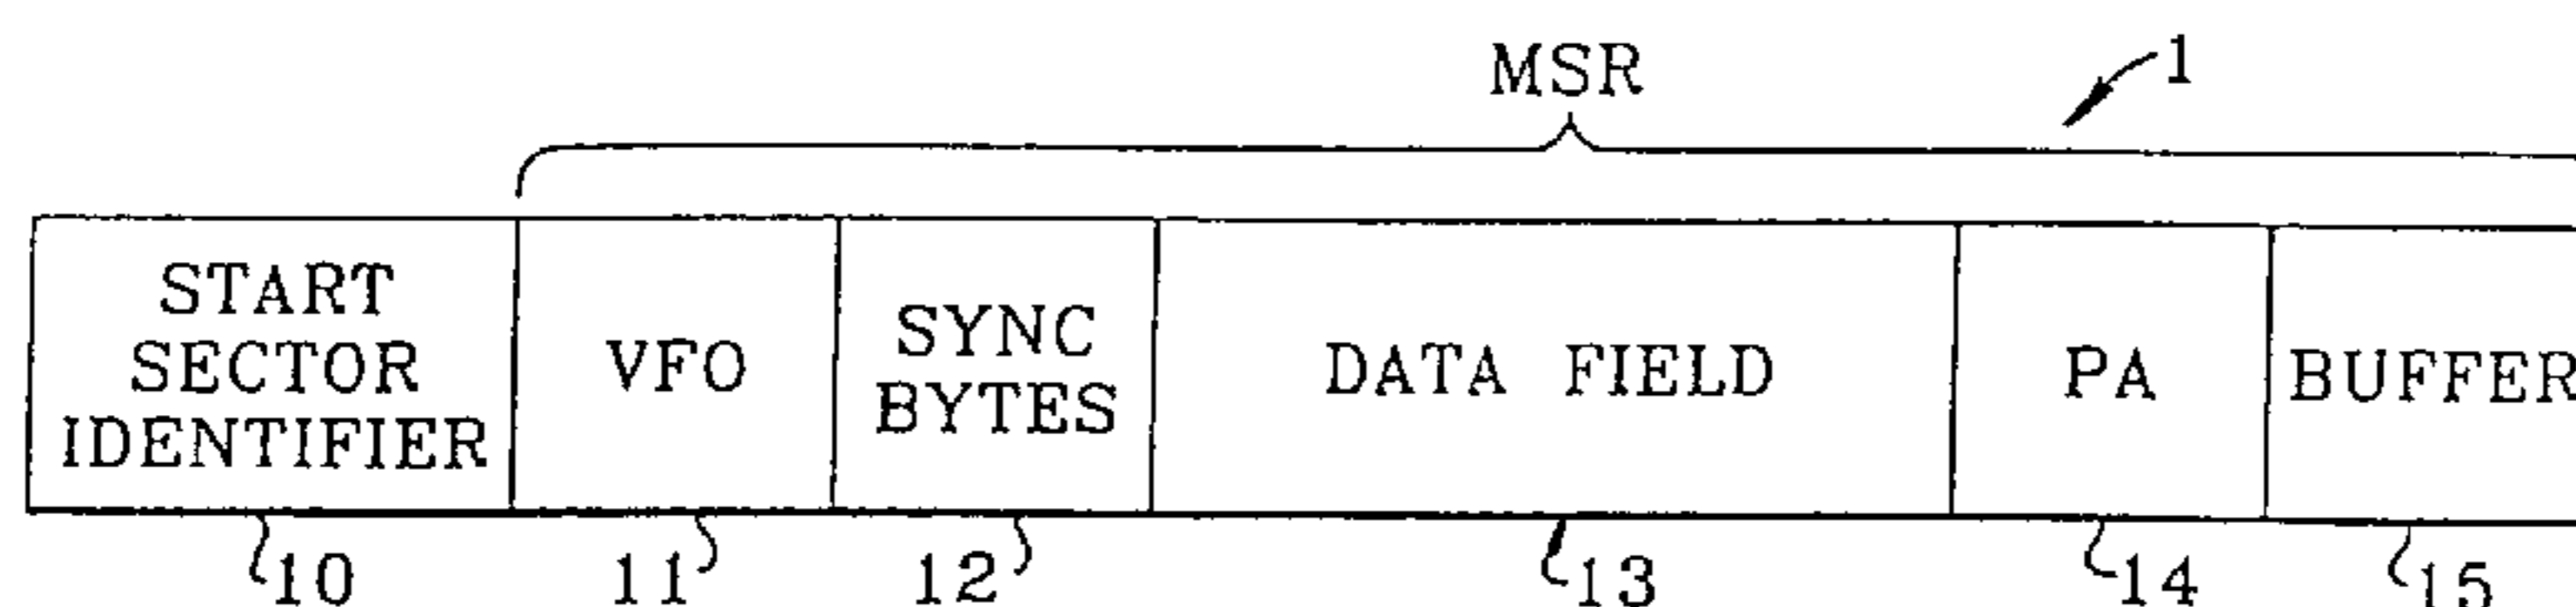 MSR
1
START
SECTOR
IDENTIFIER
VFO
SYNC
BYTES
DATA FIELD
PA
BUFFER
10
11
12
13
14
15